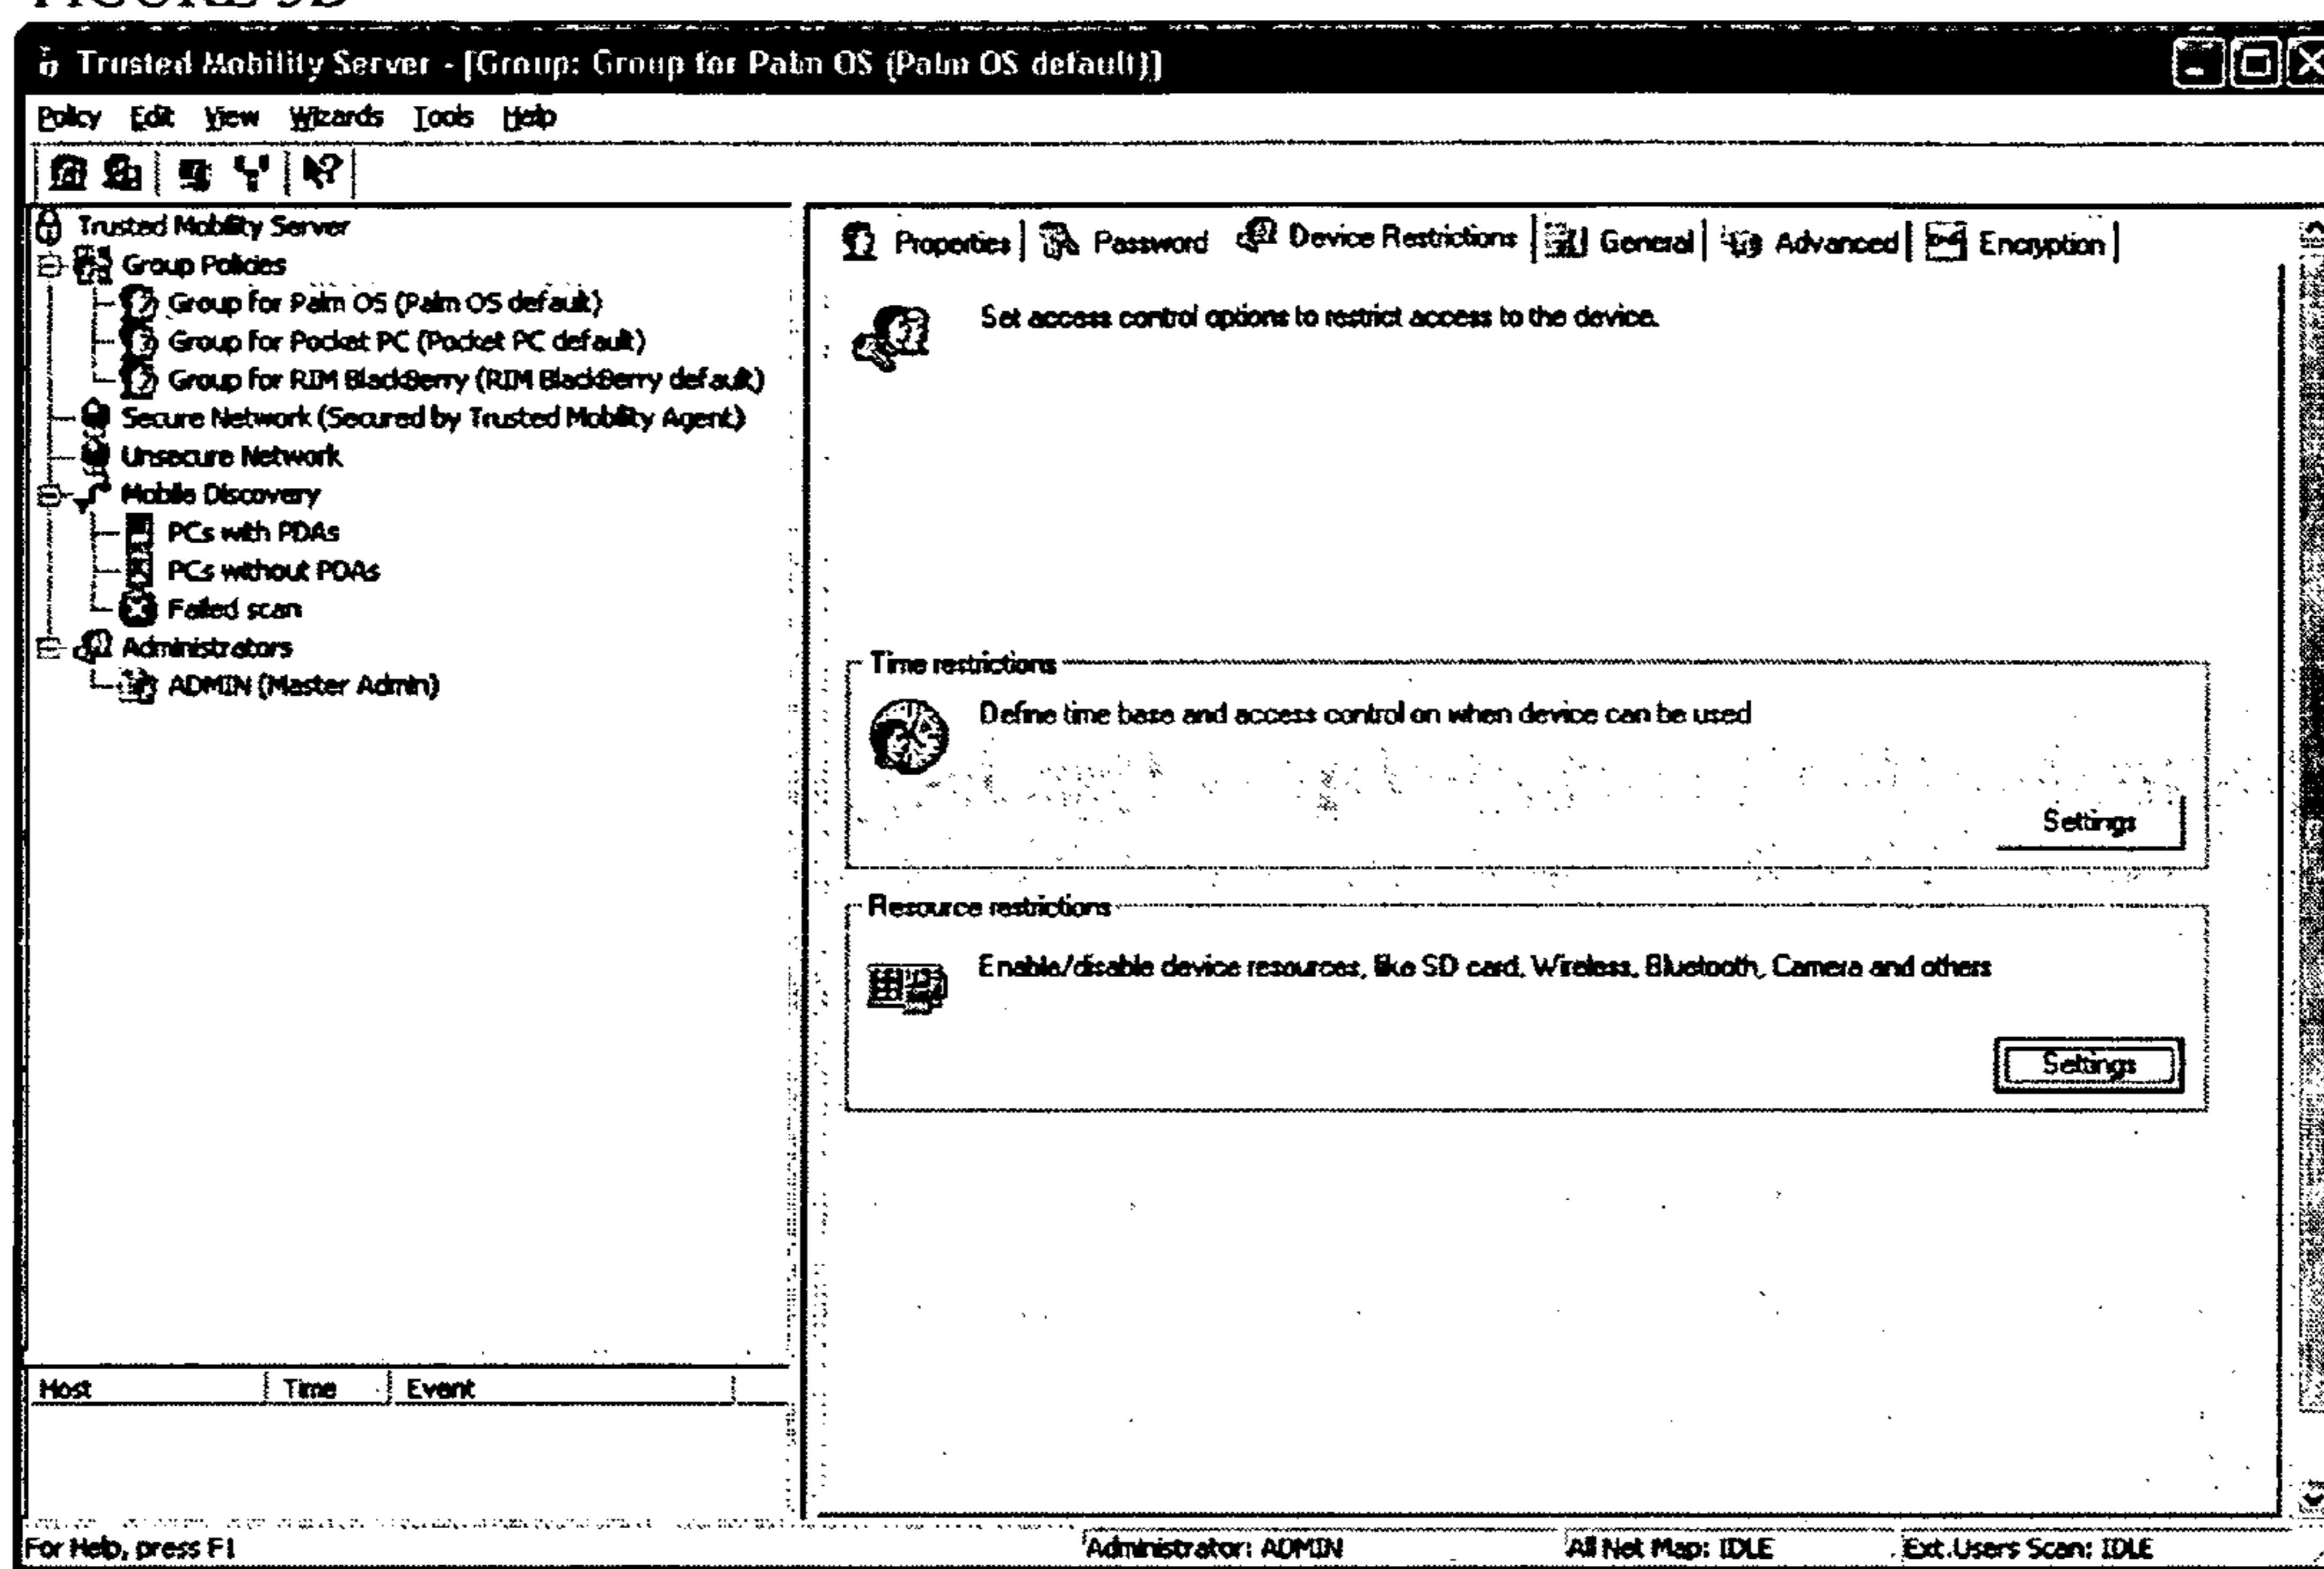 Trusted Mobility Server - [Group: Group for Palm OS (Palm OS default)]
Policy Edit View Wizards Tools Help
Trusted Mobility Server
Group Policies
Group for Palm OS (Palm OS default)
Group for Pocket PC (Pocket PC default)
Group for RIM BlackBerry (RIM BlackBerry default)
Secure Network (Secured by Trusted Mobility Agent)
Unsecure Network
Mobile Discovery
PCs with PDAs
PCs without PDAs
Failed scan
Administrators
ADMIN (Master Admin)
Host Time Event
Properties Password Device Restrictions General Advanced Encryption
Set access control options to restrict access to the device.
Time restrictions
Define time base and access control on when device can be used
Settings
Resource restrictions
Enable/disable device resources, like SD card, Wireless, Bluetooth, Camera and others
Settings
For Help, press F1 Administrator: ADMIN All Net Map: IDLE Ext.Users Scan: IDLE